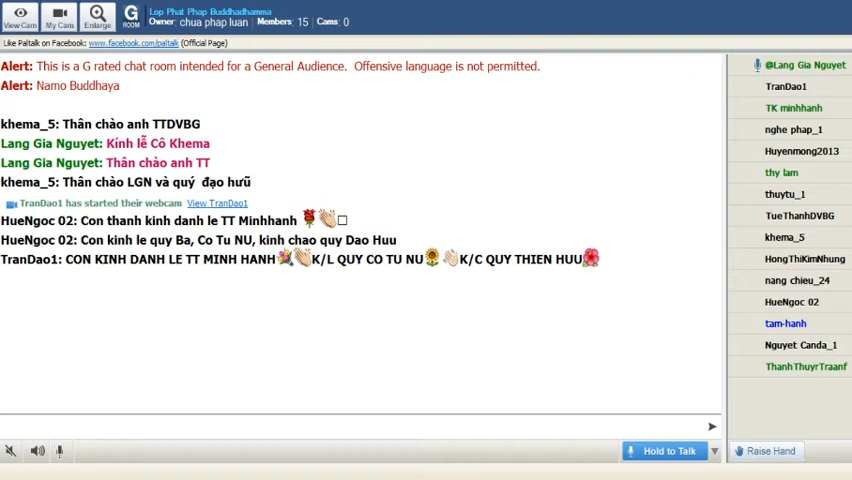 View Cam
My Cam
Enlarge
G
ROOM
Lop Phat Phap Buddhadhamma
Owner: chua phap luan Members: 15 Cams: 0
Like Paltalk on Facebook: www.facebook.com/paltalk (Official Page)
Alert: This is a G rated chat room intended for a General Audience. Offensive language is not permitted.
Alert: Namo Buddhaya
khema_5: Thân chào anh TTDVBG
Lang Gia Nguyet: Kính lễ Cô Khema
Lang Gia Nguyet: Thân chào anh TT
khema_5: Thân chào LGN và quý đạo hữũ
TranDao1 has started their webcam View TranDao1
HueNgoc 02: Con thanh kinh danh le TT Minhhanh
HueNgoc 02: Con kinh le quy Ba, Co Tu NU, kinh chao quy Dao Huu
TranDao1: CON KINH DANH LE TT MINH HANH K/L QUY CO TU NU K/C QUY THIEN HUU
Hold to Talk
@Lang Gia Nguyet
TranDao1
TK minhhanh
nghe phap_1
Huyenmong2013
thy lam
thuytu_1
TueThanhDVBG
khema_5
HongThiKimNhung
nang chieu_24
HueNgoc 02
tam-hanh
Nguyet Canda_1
ThanhThuyrTraanf
Raise Hand